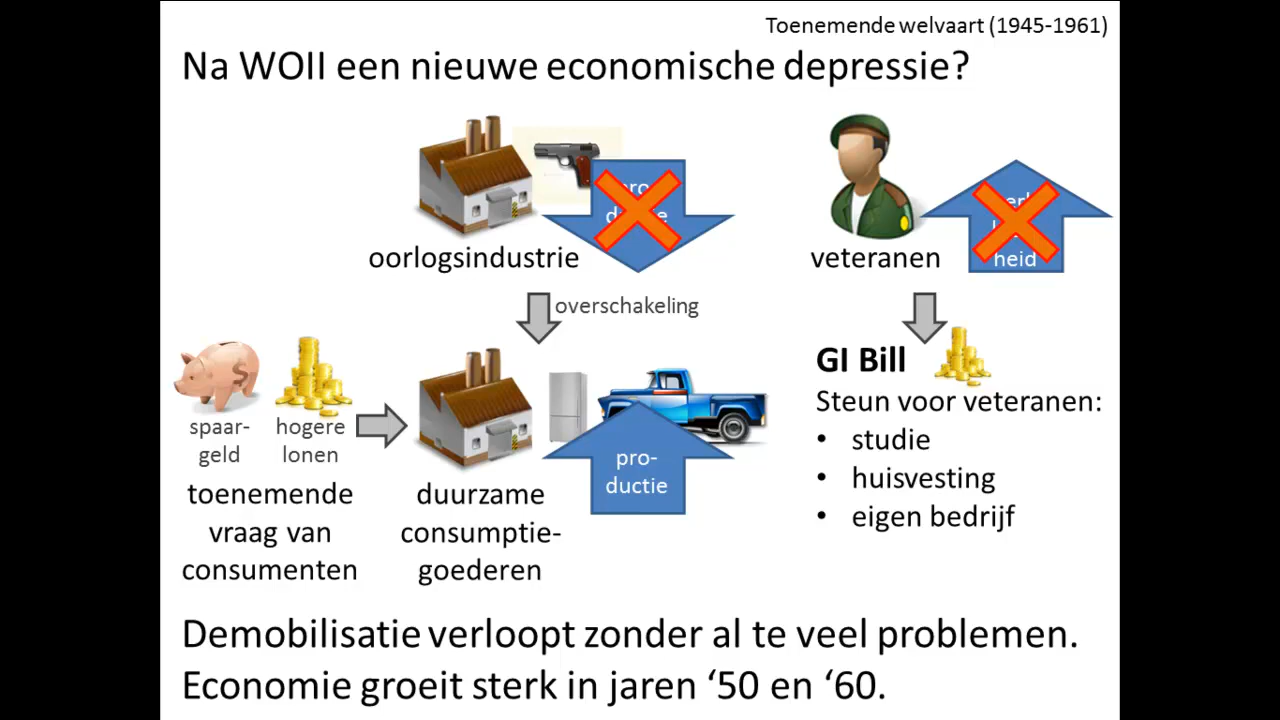 Toenemende welvaart (1945-1961)
Na WOII een nieuwe economische depressie?
oorlogsindustrie
veteranen
heid
overschakeling
GI Bill
Steun voor veteranen:
• studie
• huisvesting
• eigen bedrijf
spaar-
geld
hogere
lonen
pro-
ductie
toenemende
vraag van
consumenten
duurzame
consumptie-
goederen
Demobilisatie verloopt zonder al te veel problemen.
Economie groeit sterk in jaren ‘50 en ‘60.